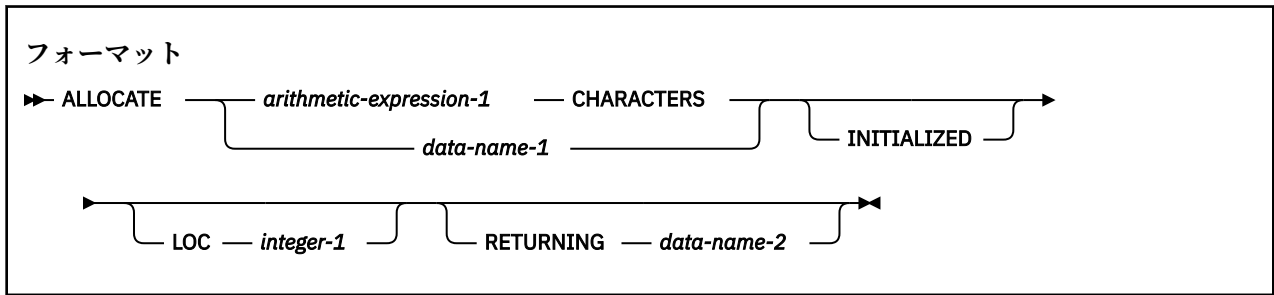 フォーマット
ALLOCATE arithmetic-expression-1 CHARACTERS
data-name-1 INITIALIZED
LOC integer-1 RETURNING data-name-2